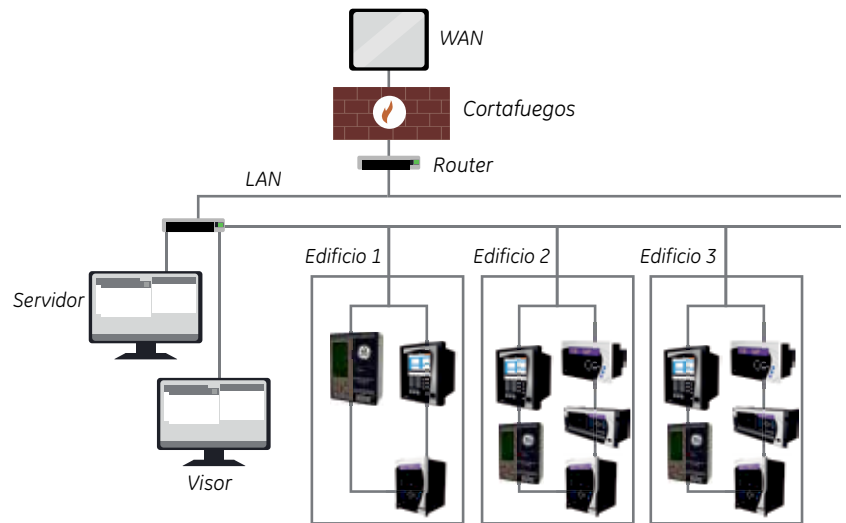 WAN
Cortafuegos
Router
LAN
Edificio 1
Edificio 2
Edificio 3
Servidor
Visor